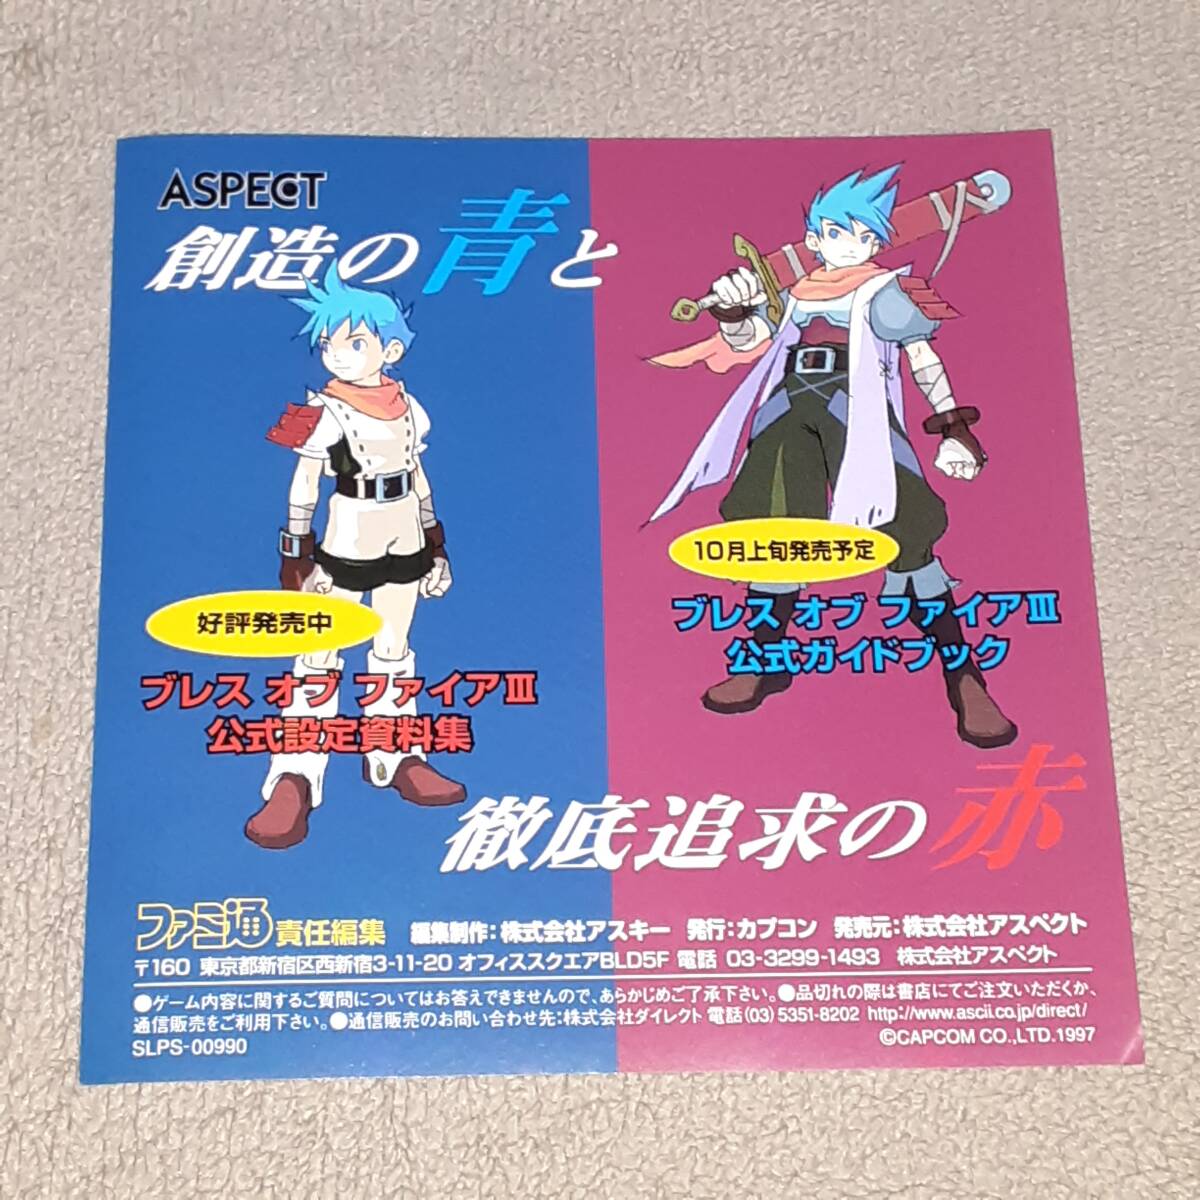 ASPECT
創造の青と
10月上旬発売予定
ブレス オブ ファイアⅢ
公式ガイドブック
好評発売中
ブレス オブ ファイアⅢ
公式設定資料集
徹底追求の赤
ファミ通 責任編集 編集制作：株式会社アスキー 発行：カプコン 発売元：株式会社アスペクト
〒160 東京都新宿区西新宿3-11-20 オフィススクエアBLD5F 電話 03-3299-1493 株式会社アスペクト
●ゲーム内容に関するご質問についてはお答えできませんので、あらかじめご了承下さい。●品切れの際は書店にてご注文いただくか、
通信販売をご利用下さい。●通信販売のお問い合わせ先：株式会社ダイレクト 電話(03)5351-8202 http://www.ascii.co.jp/direct/
SLPS-00990
©CAPCOM CO.,LTD.1997